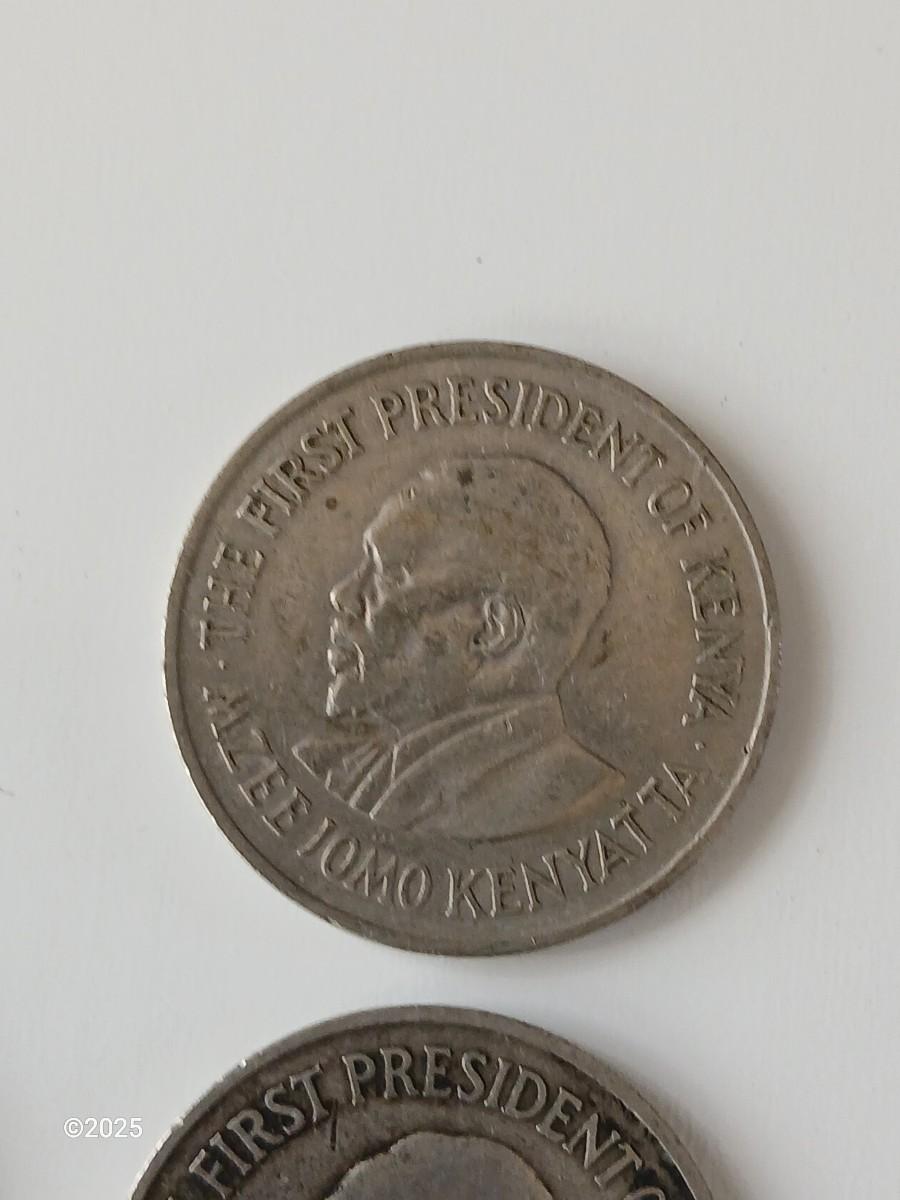 · THE FIRST PRESIDENT OF KENYA ·
MZEE JOMO KENYATTA
FIRST PRESIDENT
©2025